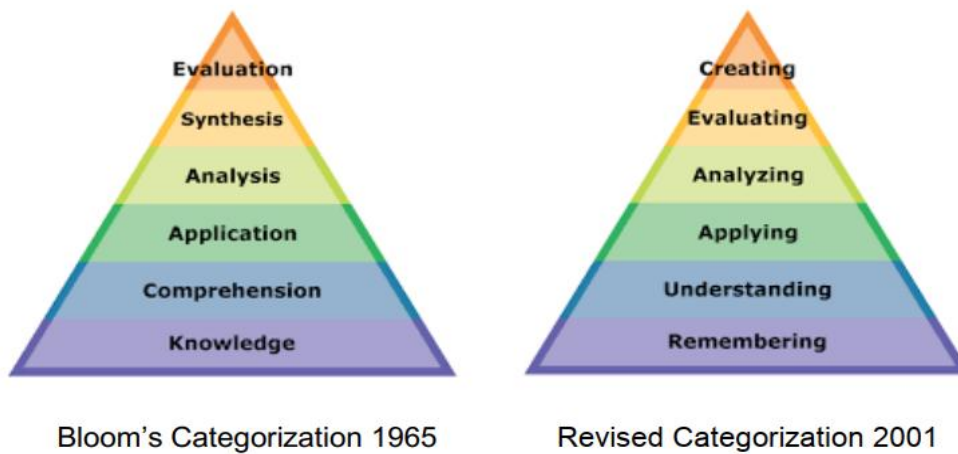 Evaluation
Synthesis
Analysis
Application
Comprehension
Knowledge
Bloom's Categorization 1965
Creating
Evaluating
Analyzing
Applying
Understanding
Remembering
Revised Categorization 2001